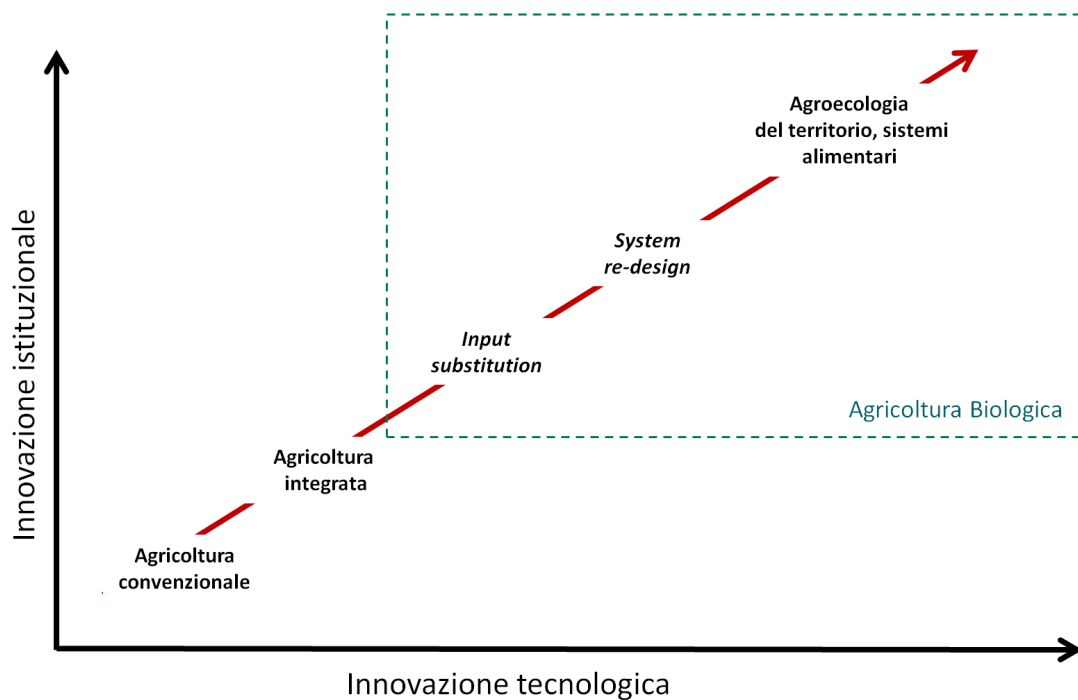 Innovazione istituzionale
Agroecologia
del territorio, sistemi
alimentari
System
re-design
Input
substitution
Agricoltura Biologica
Agricoltura
integrata
Agricoltura
convenzionale
Innovazione tecnologica